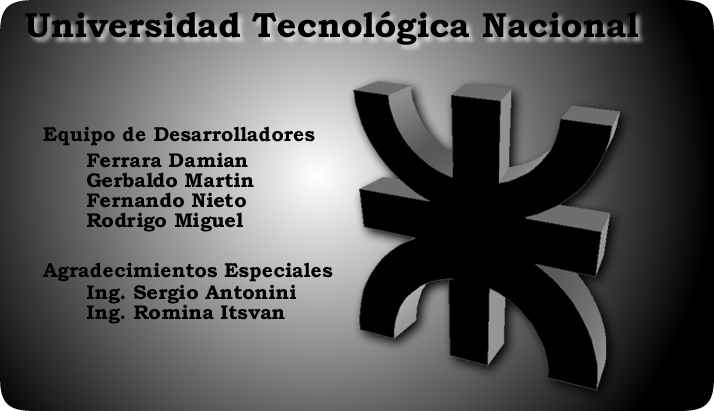 Universidad Tecnológica Nacional
Equipo de Desarrolladores
Ferrara Damian
Gerbaldo Martin
Fernando Nieto
Rodrigo Miguel
Agradecimientos Especiales
Ing. Sergio Antonini
Ing. Romina Itsvan